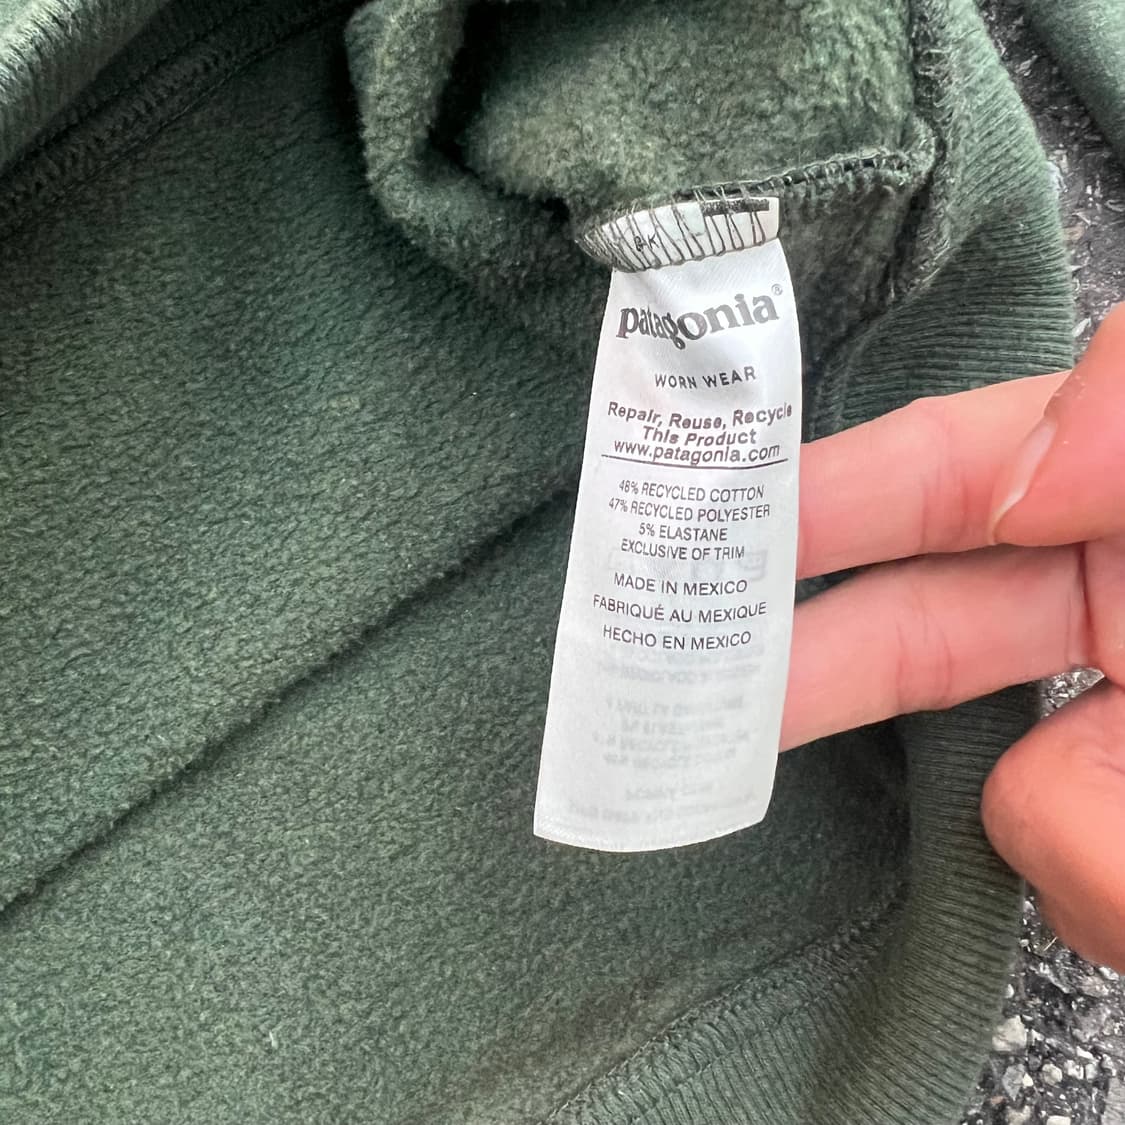 patagonia®
WORN WEAR
Repair, Reuse, Recycle
This Product
www.patagonia.com
48% RECYCLED COTTON
47% RECYCLED POLYESTER
5% ELASTANE
EXCLUSIVE OF TRIM
MADE IN MEXICO
FABRIQUÉ AU MEXIQUE
HECHO EN MEXICO